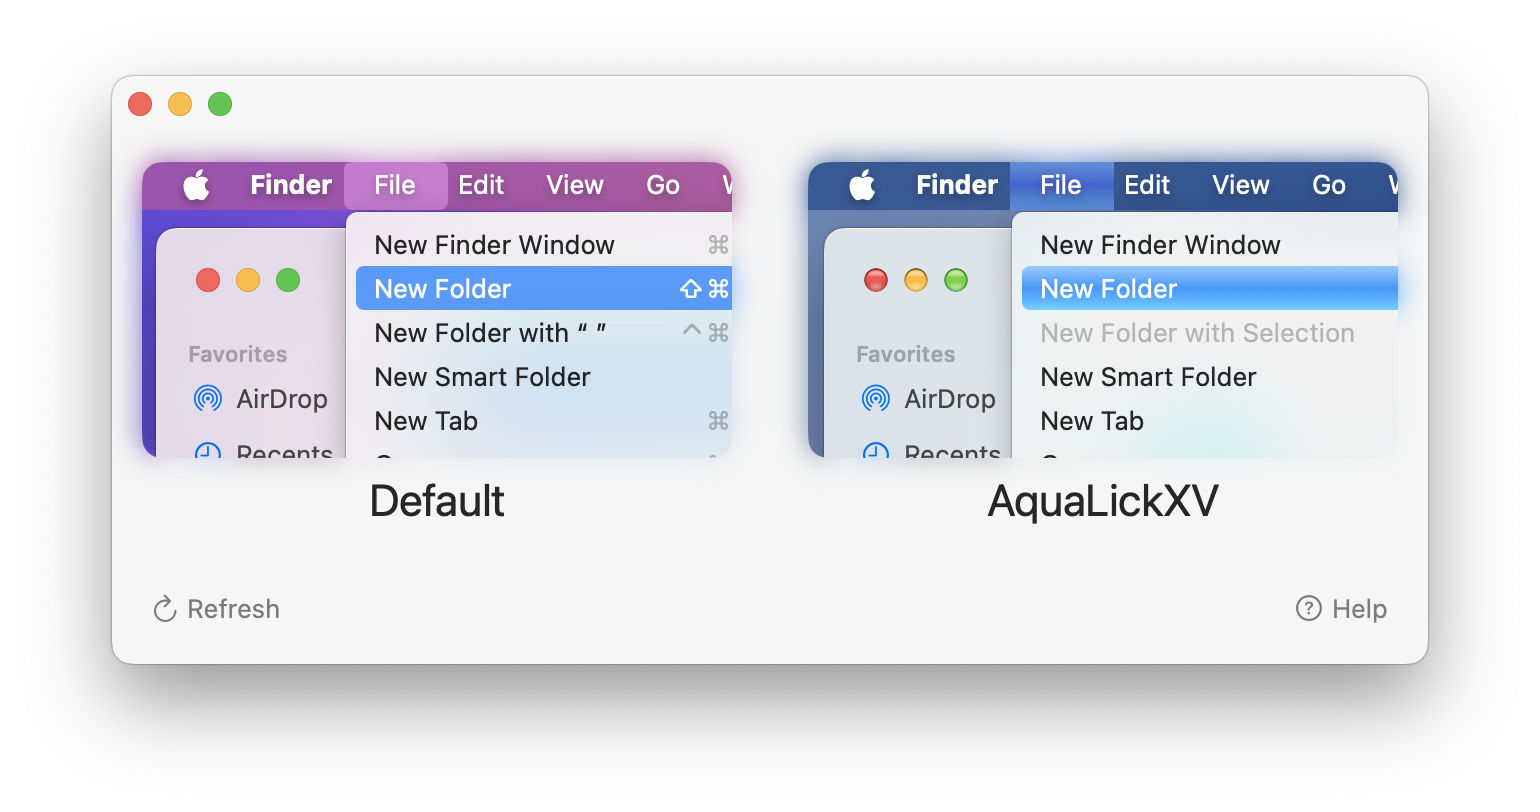 Finder File Edit View Go
New Finder Window ⌘
New Folder ⇧⌘
New Folder with “ ” ^⌘
New Smart Folder
New Tab ⌘
Favorites
AirDrop
Recents
Default
Finder File Edit View Go
New Finder Window
New Folder
New Folder with Selection
New Smart Folder
New Tab
Favorites
AirDrop
Recents
AquaLickXV
Refresh
Help